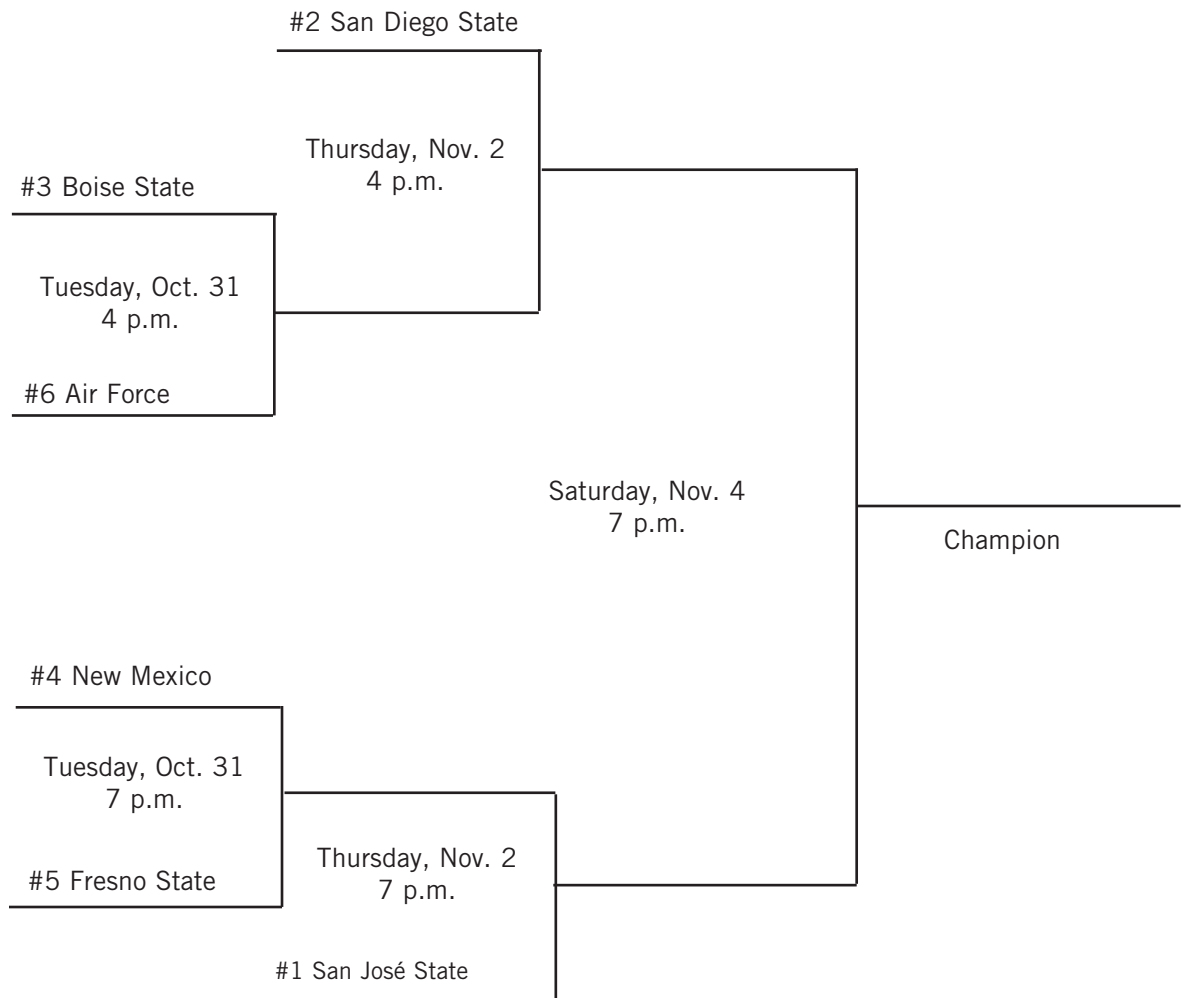 #2 San Diego State
Thursday, Nov. 2
4 p.m.
#3 Boise State
Tuesday, Oct. 31
4 p.m.
#6 Air Force
Saturday, Nov. 4
7 p.m.
Champion
#4 New Mexico
Tuesday, Oct. 31
7 p.m.
#5 Fresno State
Thursday, Nov. 2
7 p.m.
#1 San José State